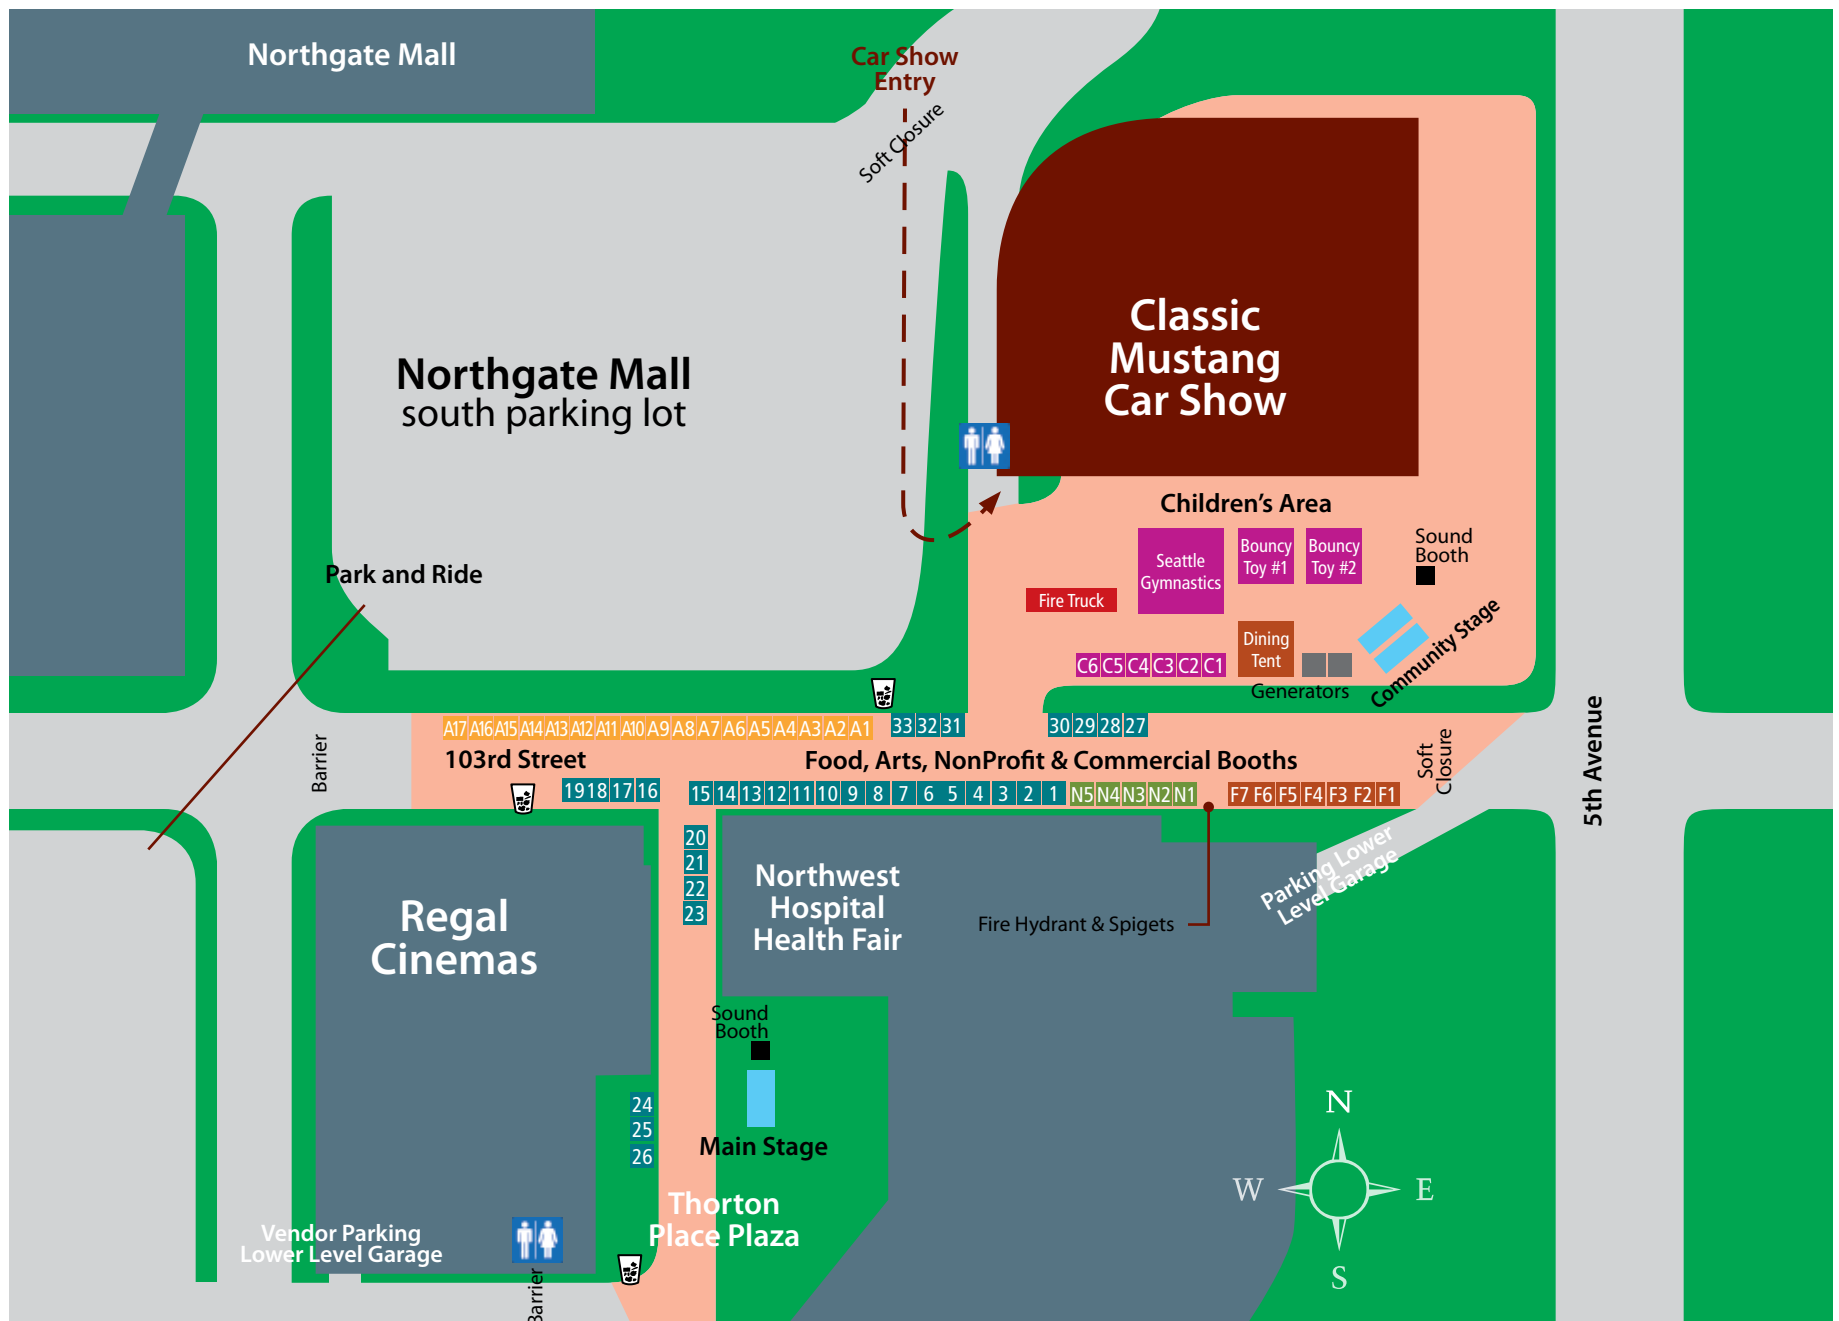 Northgate Mall
Car Show
Entry
Soft Closure
Classic
Mustang
Car Show
Northgate Mall
south parking lot
Children's Area
Sound
Booth
Seattle
Gymnastics
Bouncy
Toy #1
Bouncy
Toy #2
Park and Ride
Fire Truck
Dining
Tent
Community Stage
C6 C5 C4 C3 C2 C1
Generators
A17 A16 A15 A14 A13 A12 A11 A10 A9 A8 A7 A6 A5 A4 A3 A2 A1
33 32 31
30 29 28 27
Barrier
103rd Street
Food, Arts, NonProfit & Commercial Booths
Soft
Closure
5th Avenue
19 18 17 16
15 14 13 12 11 10 9 8 7 6 5 4 3 2 1
N5 N4 N3 N2 N1
F7 F6 F5 F4 F3 F2 F1
20
21
22
23
Northwest
Hospital
Health Fair
Parking Lower
Level Garage
Regal
Cinemas
Fire Hydrant & Spigets
Sound
Booth
24
25
26
Main Stage
Thorton
Place Plaza
Vendor Parking
Lower Level Garage
Barrier
N
W
E
S